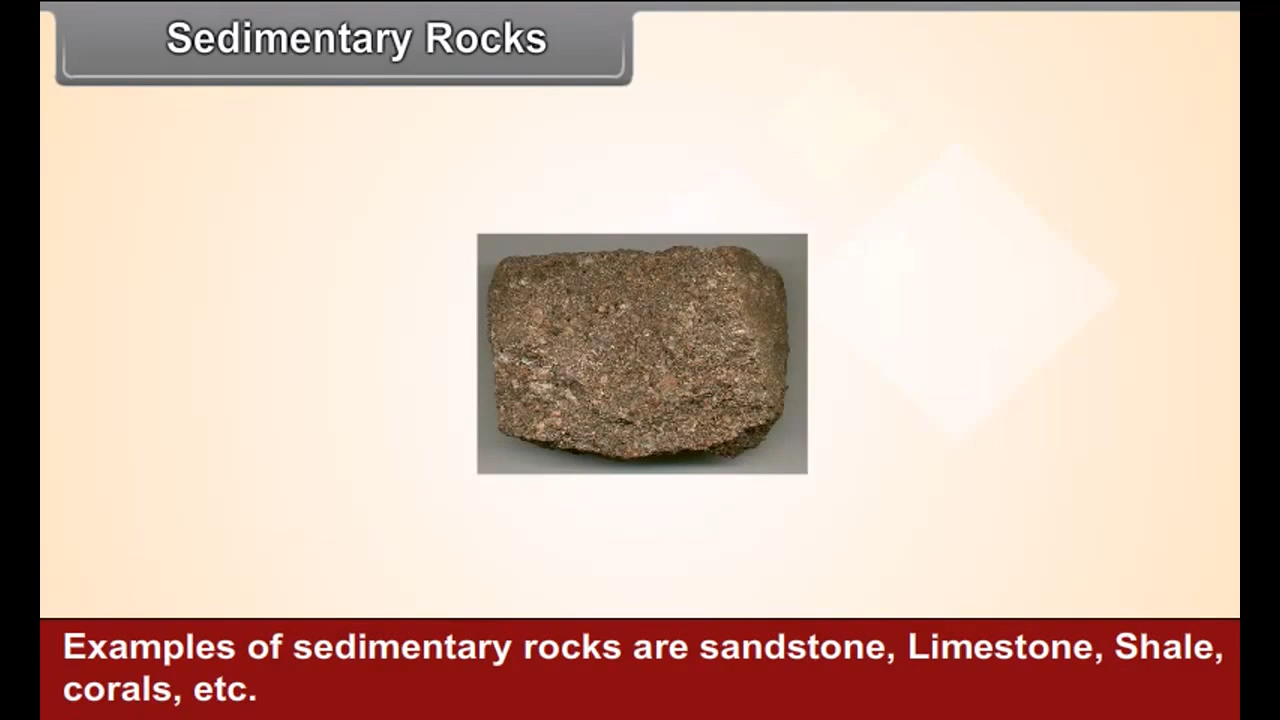 Sedimentary Rocks
Examples of sedimentary rocks are sandstone, Limestone, Shale,
corals, etc.